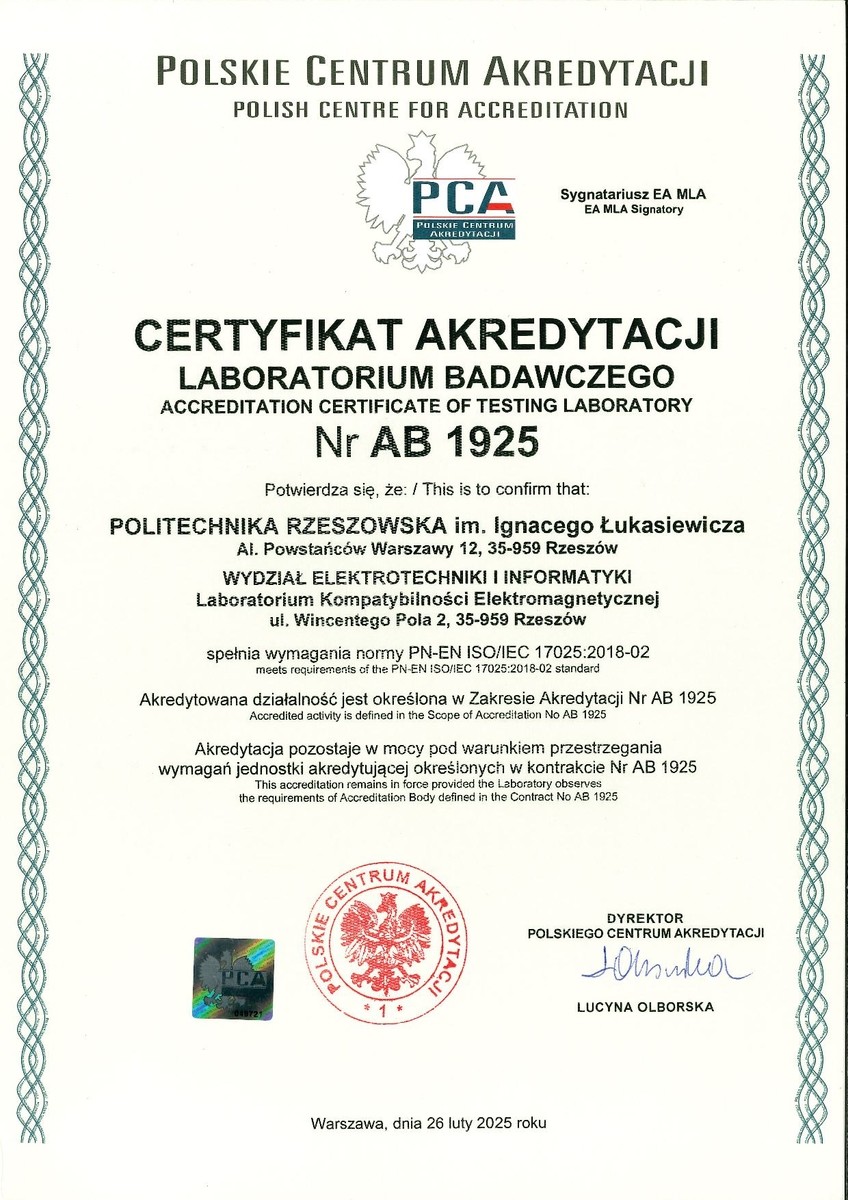 POLSKIE CENTRUM AKREDYTACJI
POLISH CENTRE FOR ACCREDITATION
PCA
POLSKIE CENTRUM
AKREDYTACJI
Sygnatariusz EA MLA
EA MLA Signatory
CERTYFIKAT AKREDYTACJI
LABORATORIUM BADAWCZEGO
ACCREDITATION CERTIFICATE OF TESTING LABORATORY
Nr AB 1925
Potwierdza się, że: / This is to confirm that:
POLITECHNIKA RZESZOWSKA im. Ignacego Łukasiewicza
Al. Powstańców Warszawy 12, 35-959 Rzeszów
WYDZIAŁ ELEKTROTECHNIKI I INFORMATYKI
Laboratorium Kompatybilności Elektromagnetycznej
ul. Wincentego Pola 2, 35-959 Rzeszów
spełnia wymagania normy PN-EN ISO/IEC 17025:2018-02
meets requirements of the PN-EN ISO/IEC 17025:2018-02 standard
Akredytowana działalność jest określona w Zakresie Akredytacji Nr AB 1925
Accredited activity is defined in the Scope of Accreditation No AB 1925
Akredytacja pozostaje w mocy pod warunkiem przestrzegania
wymagań jednostki akredytującej określonych w kontrakcie Nr AB 1925
This accreditation remains in force provided the Laboratory observes
the requirements of Accreditation Body defined in the Contract No AB 1925
PCA
POLSKIE CENTRUM AKREDYTACJI
* 1 *
DYREKTOR
POLSKIEGO CENTRUM AKREDYTACJI
LUCYNA OLBORSKA
Warszawa, dnia 26 luty 2025 roku